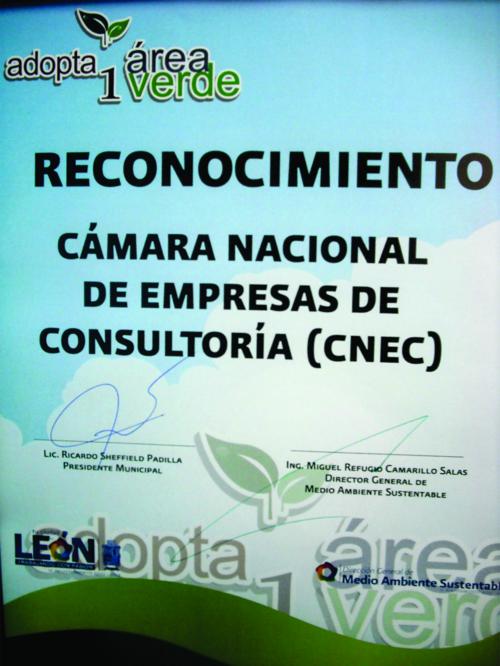 adopta 1 área verde
RECONOCIMIENTO
CÁMARA NACIONAL
DE EMPRESAS DE
CONSULTORÍA (CNEC)
LIC. RICARDO SHEFFIELD PADILLA
PRESIDENTE MUNICIPAL
ING. MIGUEL REFUGIO CAMARILLO SALAS
DIRECTOR GENERAL DE
MEDIO AMBIENTE SUSTENTABLE
LEÓN
adopta 1 área verde
Dirección General de
Medio Ambiente Sustentable